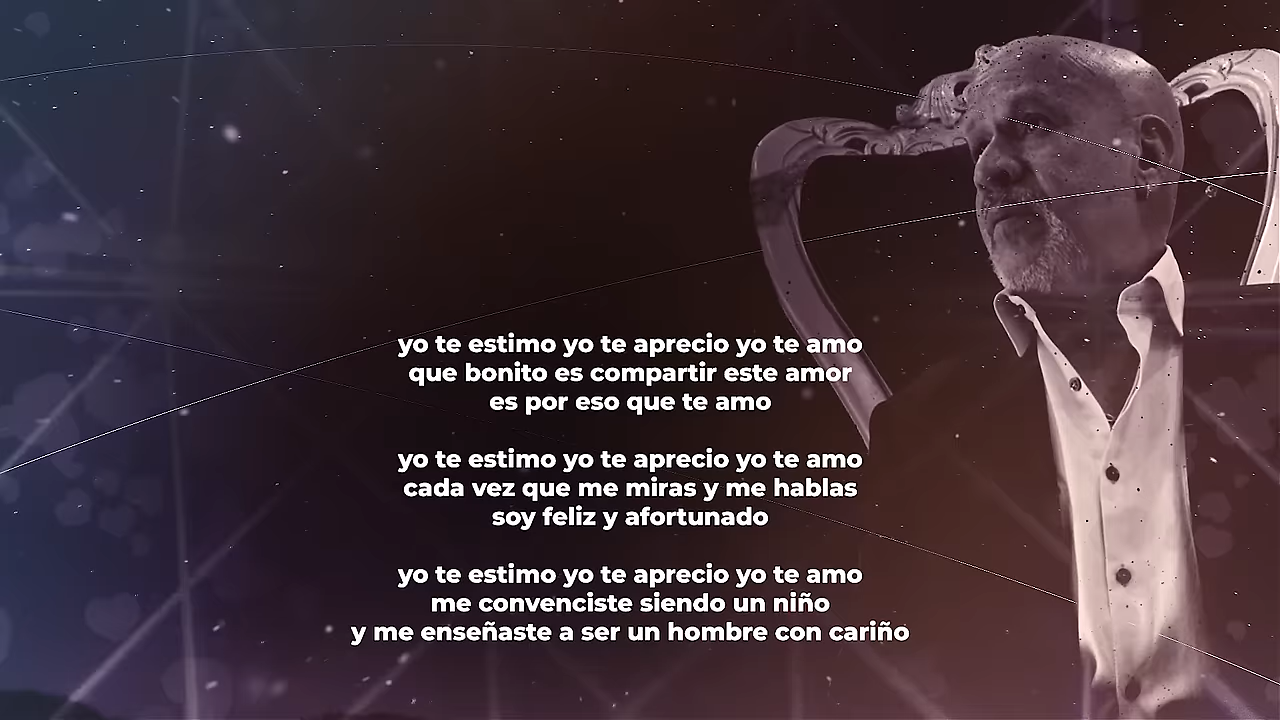 yo te estimo yo te aprecio yo te amo
que bonito es compartir este amor
es por eso que te amo
yo te estimo yo te aprecio yo te amo
cada vez que me miras y me hablas
soy feliz y afortunado
yo te estimo yo te aprecio yo te amo
me convenciste siendo un niño
y me enseñaste a ser un hombre con cariño